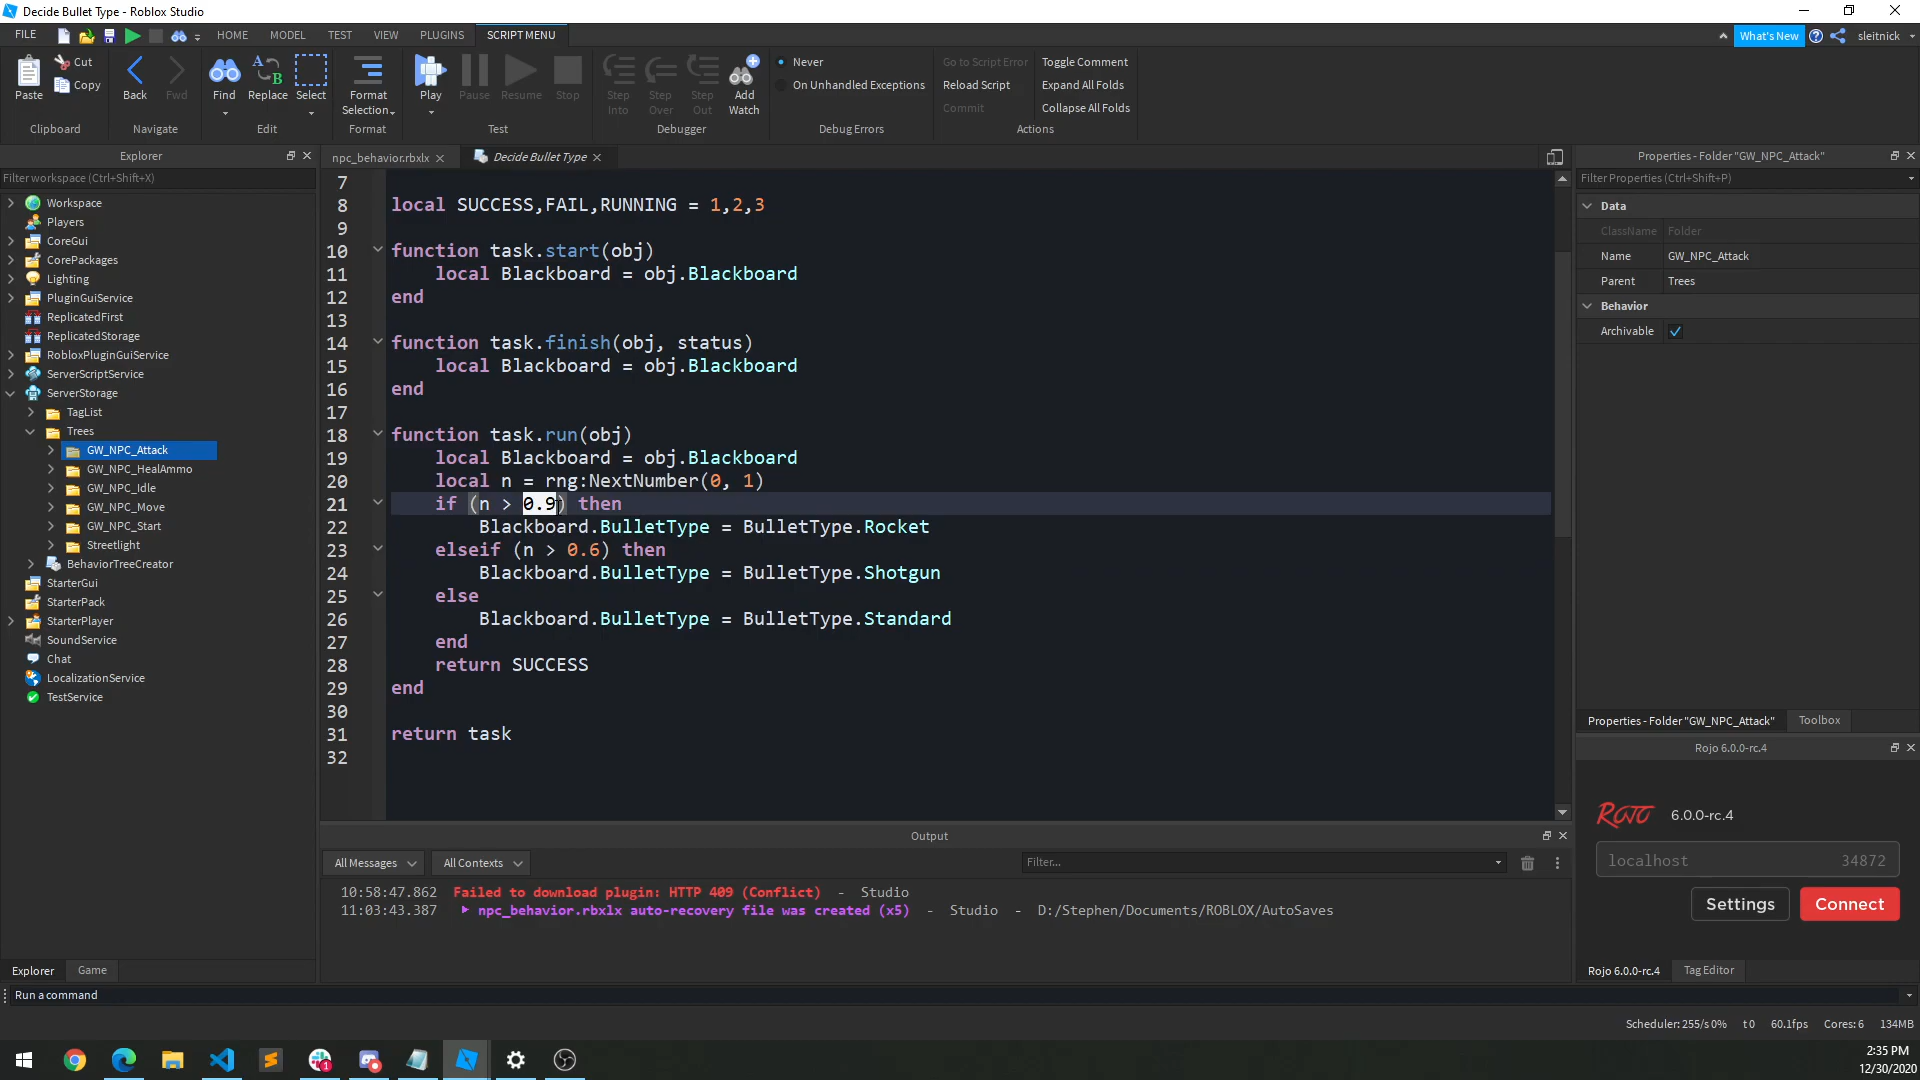 Decide Bullet Type - Roblox Studio
FILE
HOME
MODEL
TEST
VIEW
PLUGINS
SCRIPT MENU
What's New
sleitnick
Paste
Cut
Copy
Clipboard
Back
Fwd
Navigate
Find
Replace
Select
Edit
Format
Selection
Format
Play
Pause
Resume
Stop
Test
Step
Into
Step
Over
Step
Out
Add
Watch
Debugger
Never
On Unhandled Exceptions
Debug Errors
Go to Script Error
Reload Script
Commit
Toggle Comment
Expand All Folds
Collapse All Folds
Actions
Explorer
Filter workspace (Ctrl+Shift+X)
Workspace
Players
CoreGui
CorePackages
Lighting
PluginGuiService
ReplicatedFirst
ReplicatedStorage
RobloxPluginGuiService
ServerScriptService
ServerStorage
TagList
Trees
GW_NPC_Attack
GW_NPC_HealAmmo
GW_NPC_Idle
GW_NPC_Move
GW_NPC_Start
Streetlight
BehaviorTreeCreator
StarterGui
StarterPack
StarterPlayer
SoundService
Chat
LocalizationService
TestService
Explorer
Game
npc_behavior.rbxlx
Decide Bullet Type
7
8 local SUCCESS,FAIL,RUNNING = 1,2,3
9
10 function task.start(obj)
11 local Blackboard = obj.Blackboard
12 end
13
14 function task.finish(obj, status)
15 local Blackboard = obj.Blackboard
16 end
17
18 function task.run(obj)
19 local Blackboard = obj.Blackboard
20 local n = rng:NextNumber(0, 1)
21 if (n > 0.9) then
22 Blackboard.BulletType = BulletType.Rocket
23 elseif (n > 0.6) then
24 Blackboard.BulletType = BulletType.Shotgun
25 else
26 Blackboard.BulletType = BulletType.Standard
27 end
28 return SUCCESS
29 end
30
31 return task
32
Output
All Messages
All Contexts
Filter...
10:58:47.862 Failed to download plugin: HTTP 409 (Conflict) - Studio
11:03:43.387 npc_behavior.rbxlx auto-recovery file was created (x5) - Studio - D:/Stephen/Documents/ROBLOX/AutoSaves
Properties - Folder "GW_NPC_Attack"
Filter Properties (Ctrl+Shift+P)
Data
ClassName Folder
Name GW_NPC_Attack
Parent Trees
Behavior
Archivable
Properties - Folder "GW_NPC_Attack"
Toolbox
Rojo 6.0.0-rc.4
ROJO 6.0.0-rc.4
localhost 34872
Settings
Connect
Rojo 6.0.0-rc.4
Tag Editor
Run a command
Scheduler: 255/s 0% t 0 60.1fps Cores: 6 134MB
1
2:35 PM
12/30/2020